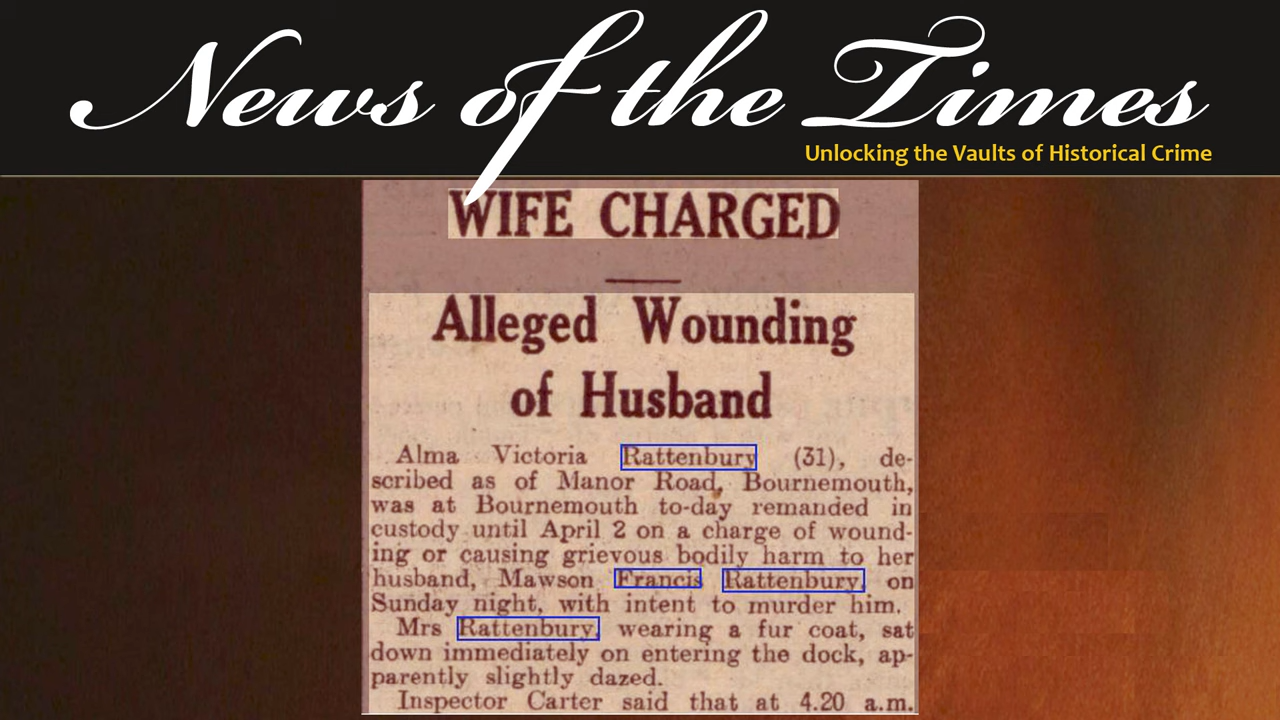 News of the Times
Unlocking the Vaults of Historical Crime
WIFE CHARGED
Alleged Wounding
of Husband
Alma Victoria Rattenbury (31), de-
scribed as of Manor Road, Bournemouth,
was at Bournemouth to-day remanded in
custody until April 2 on a charge of wound-
ing or causing grievous bodily harm to her
husband, Mawson Francis Rattenbury, on
Sunday night, with intent to murder him.
Mrs Rattenbury, wearing a fur coat, sat
down immediately on entering the dock, ap-
parently slightly dazed.
Inspector Carter said that at 4.20 a.m.